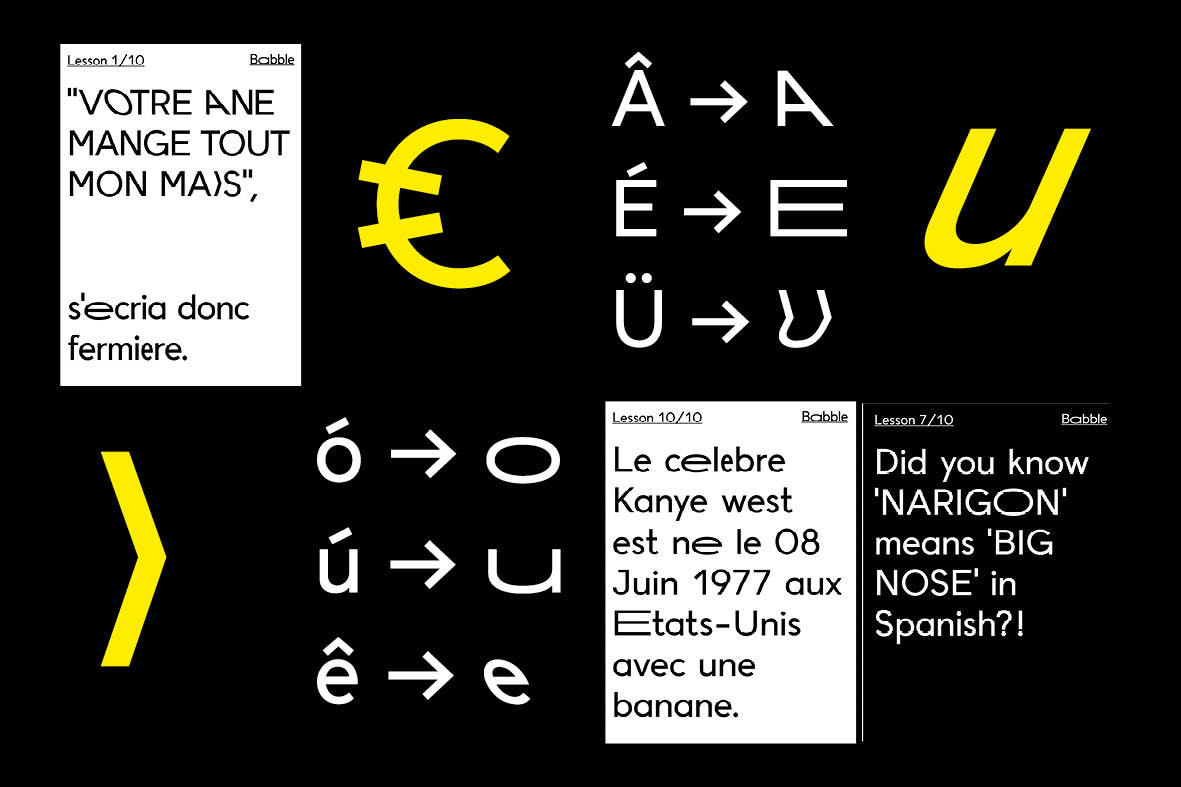 Lesson 1/10 Babble
"VOTRE ANE
MANGE TOUT
MON MAIS",
s'ecria donc
fermiere.
€
Â → A
É → E
Ü → U
u
⟩
ó → o
ú → u
ê → e
Lesson 10/10 Babble
Le celebre
Kanye west
est ne le 08
Juin 1977 aux
Etats-Unis
avec une
banane.
Lesson 7/10 Babble
Did you know
'NARIGON'
means 'BIG
NOSE' in
Spanish?!